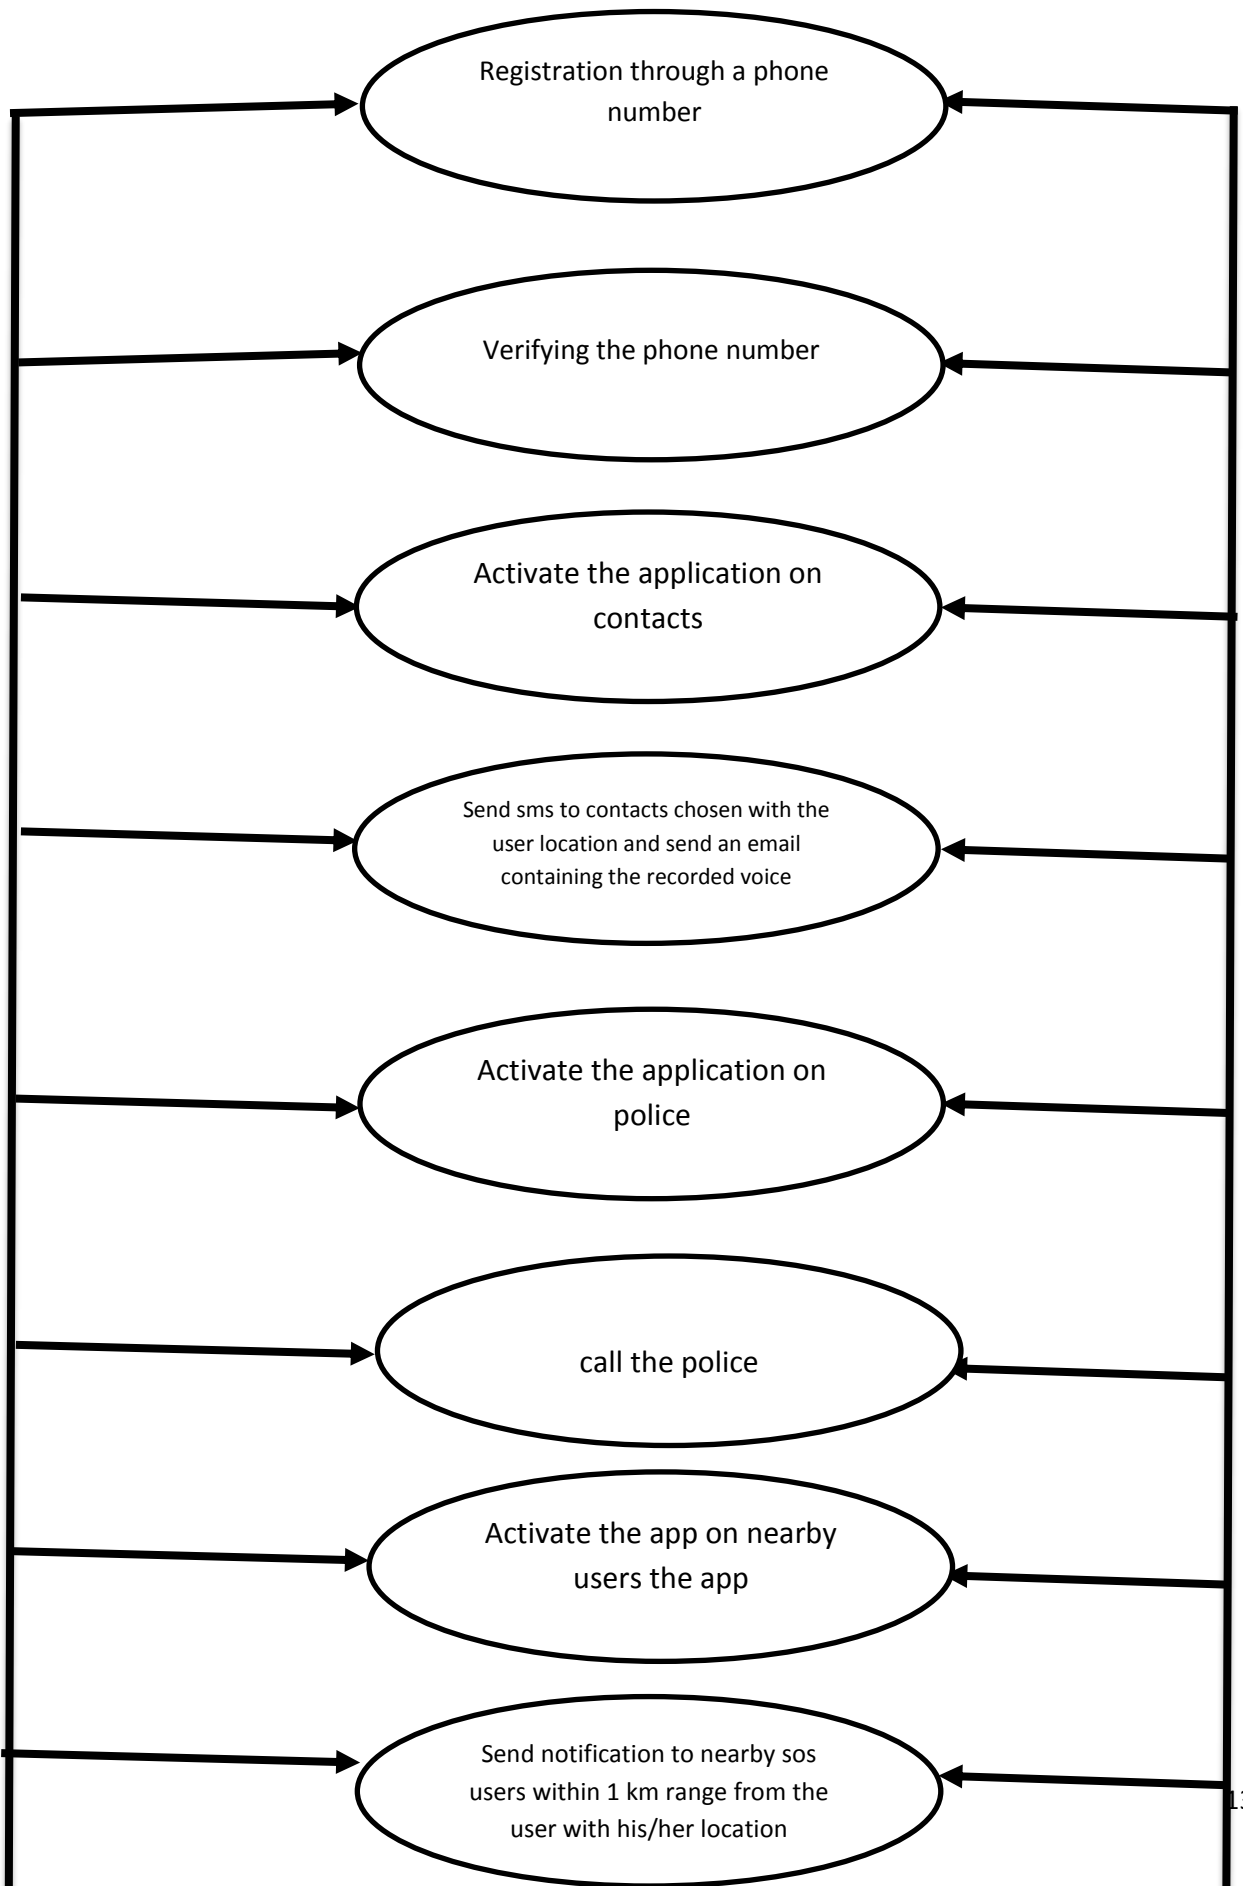 Registration through a phone
number
Verifying the phone number
Activate the application on
contacts
Send sms to contacts chosen with the
user location and send an email
containing the recorded voice
Activate the application on
police
call the police
Activate the app on nearby
users the app
Send notification to nearby sos
users within 1 km range from the
user with his/her location